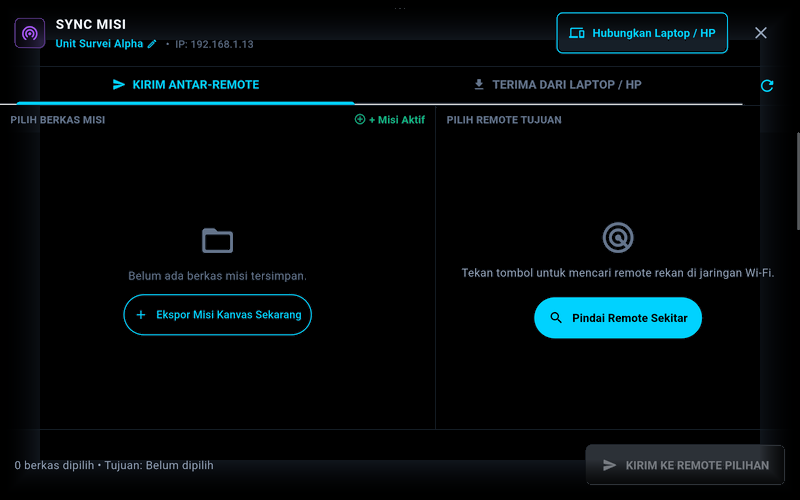 SYNC MISI
Unit Survei Alpha • IP: 192.168.1.13
Hubungkan Laptop / HP
KIRIM ANTAR-REMOTE
TERIMA DARI LAPTOP / HP
PILIH BERKAS MISI
+ Misi Aktif
PILIH REMOTE TUJUAN
Belum ada berkas misi tersimpan.
Ekspor Misi Kanvas Sekarang
Tekan tombol untuk mencari remote rekan di jaringan Wi-Fi.
Pindai Remote Sekitar
0 berkas dipilih • Tujuan: Belum dipilih
KIRIM KE REMOTE PILIHAN